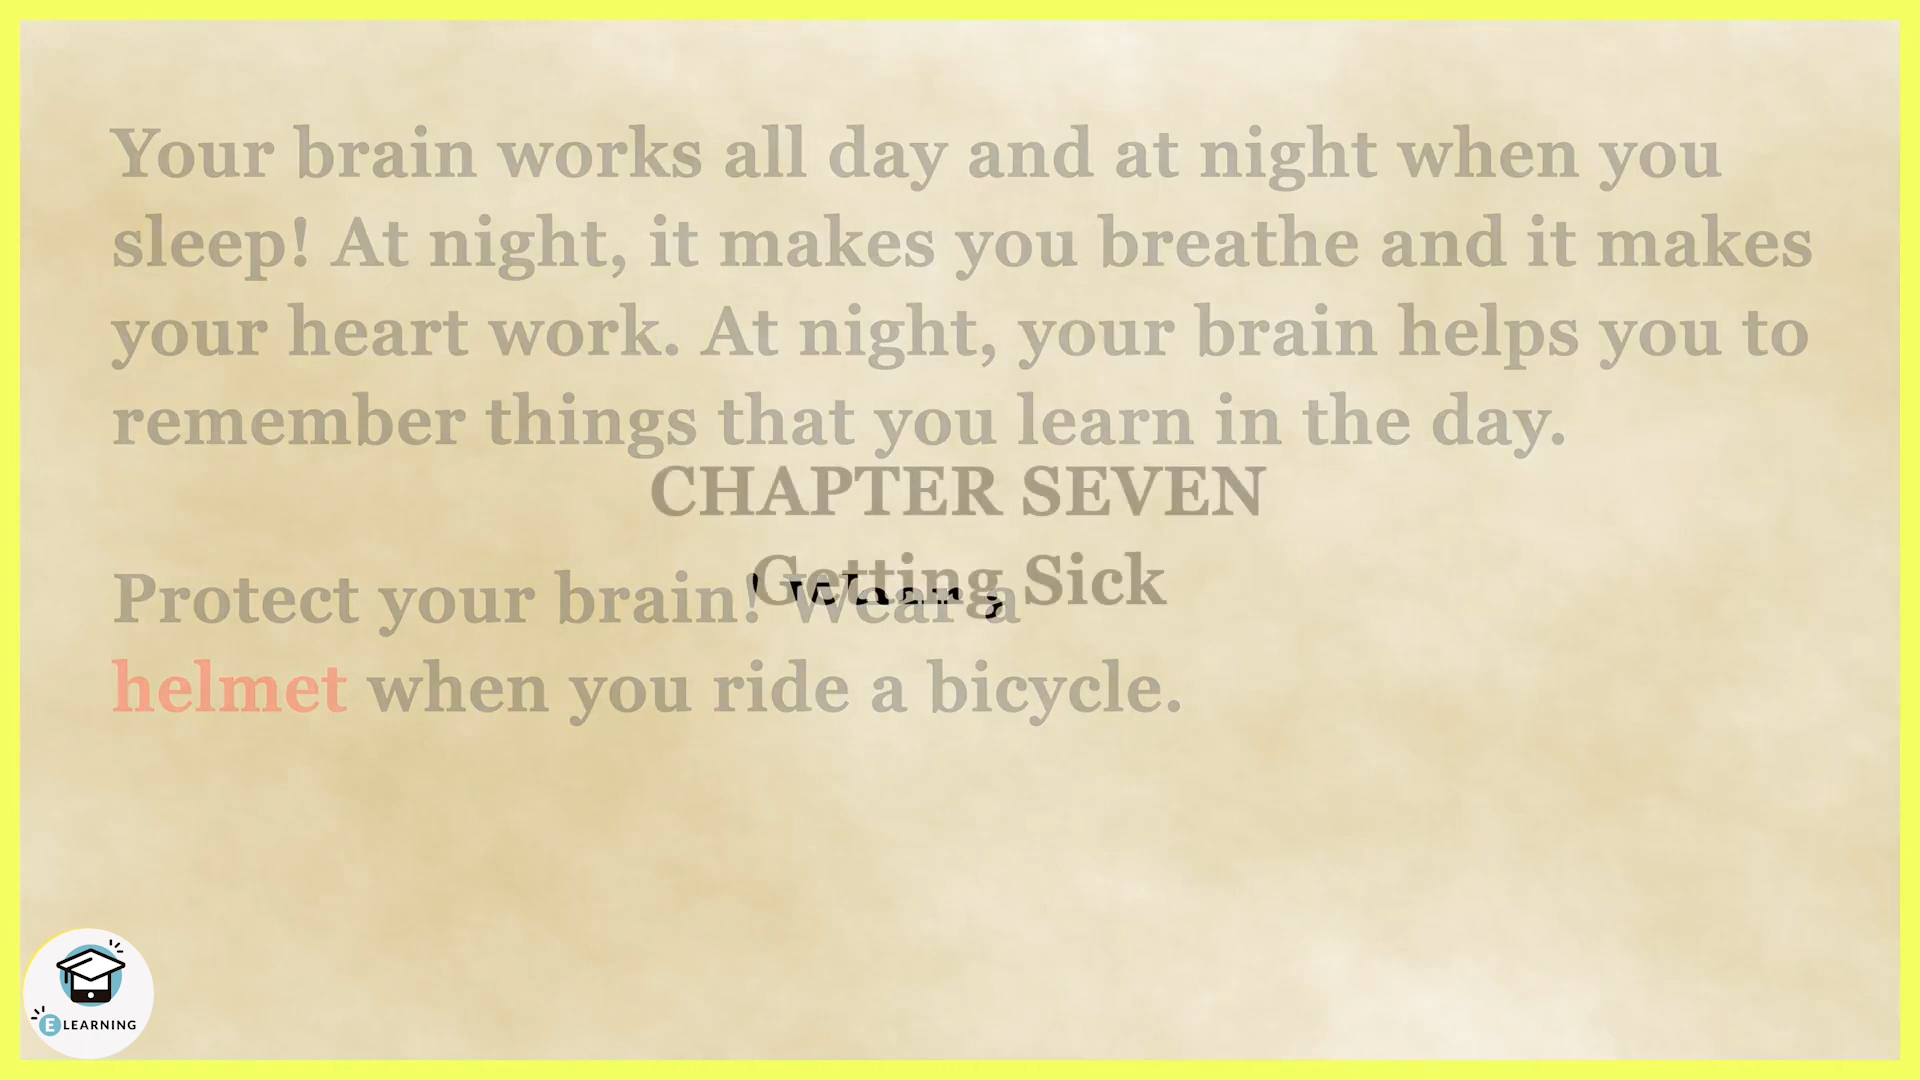 Your brain works all day and at night when you
sleep! At night, it makes you breathe and it makes
your heart work. At night, your brain helps you to
remember things that you learn in the day.
CHAPTER SEVEN
Getting Sick
Protect your brain! Wear a
helmet when you ride a bicycle.
E LEARNING